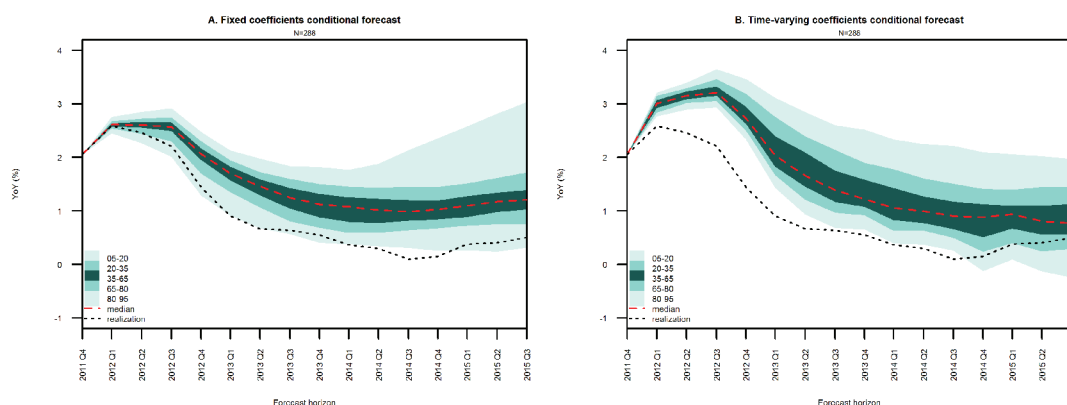 A. Fixed coefficients conditional forecast
N=288
YoY (%)
4
3
2
1
0
-1
05-20
20-35
35-65
65-80
80-95
median
realization
2011 Q4
2012 Q1
2012 Q2
2012 Q3
2012 Q4
2013 Q1
2013 Q2
2013 Q3
2013 Q4
2014 Q1
2014 Q2
2014 Q3
2014 Q4
2015 Q1
2015 Q2
2015 Q3
Forecast horizon
B. Time-varying coefficients conditional forecast
N=288
YoY (%)
4
3
2
1
0
-1
05-20
20-35
35-65
65-80
80-95
median
realization
2011 Q4
2012 Q1
2012 Q2
2012 Q3
2012 Q4
2013 Q1
2013 Q2
2013 Q3
2013 Q4
2014 Q1
2014 Q2
2014 Q3
2014 Q4
2015 Q1
2015 Q2
Forecast horizon